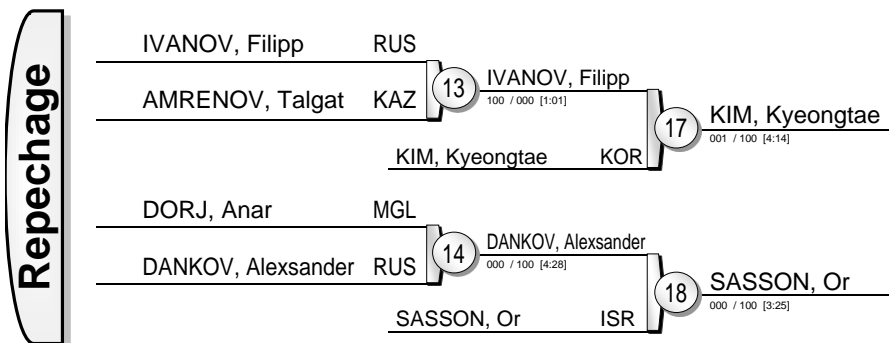 Repechage
IVANOV, Filipp RUS
AMRENOV, Talgat KAZ
13
IVANOV, Filipp
100 / 000 [1:01]
KIM, Kyeongtae KOR
17
KIM, Kyeongtae
001 / 100 [4:14]
DORJ, Anar MGL
DANKOV, Alexsander RUS
14
DANKOV, Alexsander
000 / 100 [4:28]
SASSON, Or ISR
18
SASSON, Or
000 / 100 [3:25]